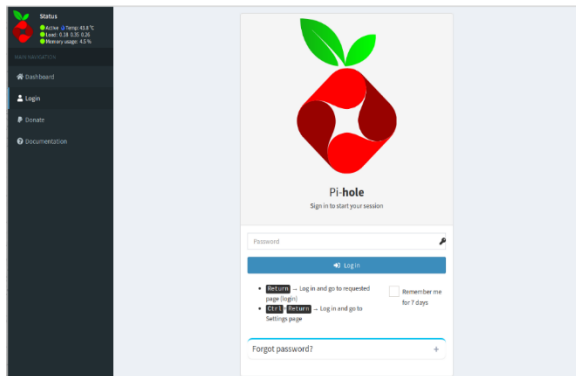 Status
Active Temp: 43.8 °C
Load: 0.18 0.35 0.26
Memory usage: 4.5 %
MAIN NAVIGATION
Dashboard
Login
Donate
Documentation
Pi-hole
Sign in to start your session
Password
Log in
Return → Log in and go to requested
page (login)
Ctrl Return → Log in and go to
Settings page
Remember me
for 7 days
Forgot password?